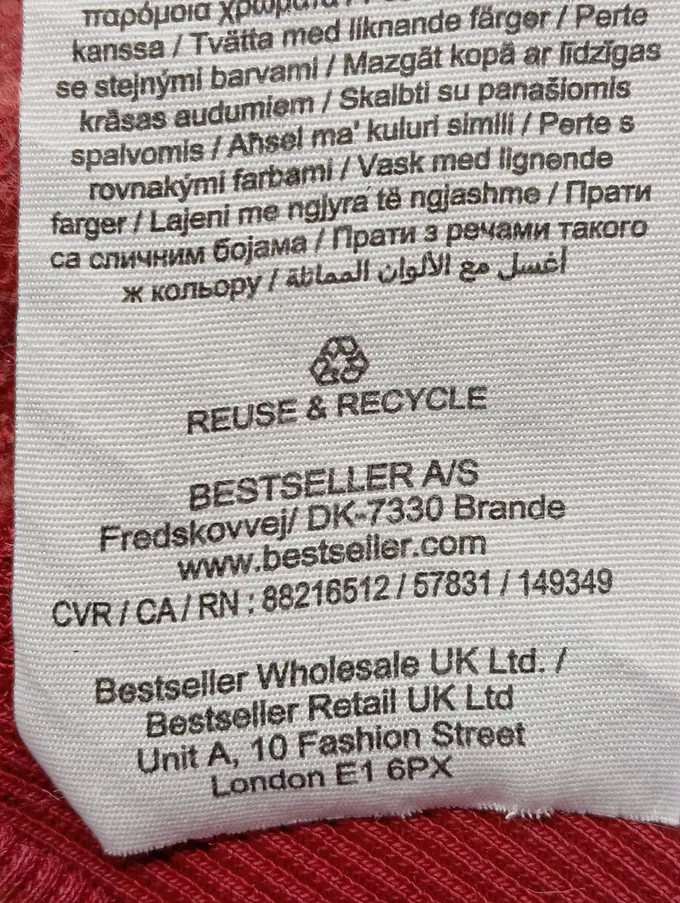 παρόμοια χρώματα /
kanssa / Tvätta med liknande färger / Perte
se stejnými barvami / Mazgāt kopā ar līdzīgas
krāsas audumiem / Skalbti su panašiomis
spalvomis / Aħsel ma' kuluri simili / Perte s
rovnakými farbami / Vask med lignende
farger / Lajeni me ngjyra të ngjashme / Прати
са сличним бојама / Прати з речами такого
ж кольору / أغسل مع الألوان المماثلة
REUSE & RECYCLE
BESTSELLER A/S
Fredskovvej/ DK-7330 Brande
www.bestseller.com
CVR / CA / RN : 88216512 / 57831 / 149349
Bestseller Wholesale UK Ltd. /
Bestseller Retail UK Ltd
Unit A, 10 Fashion Street
London E1 6PX